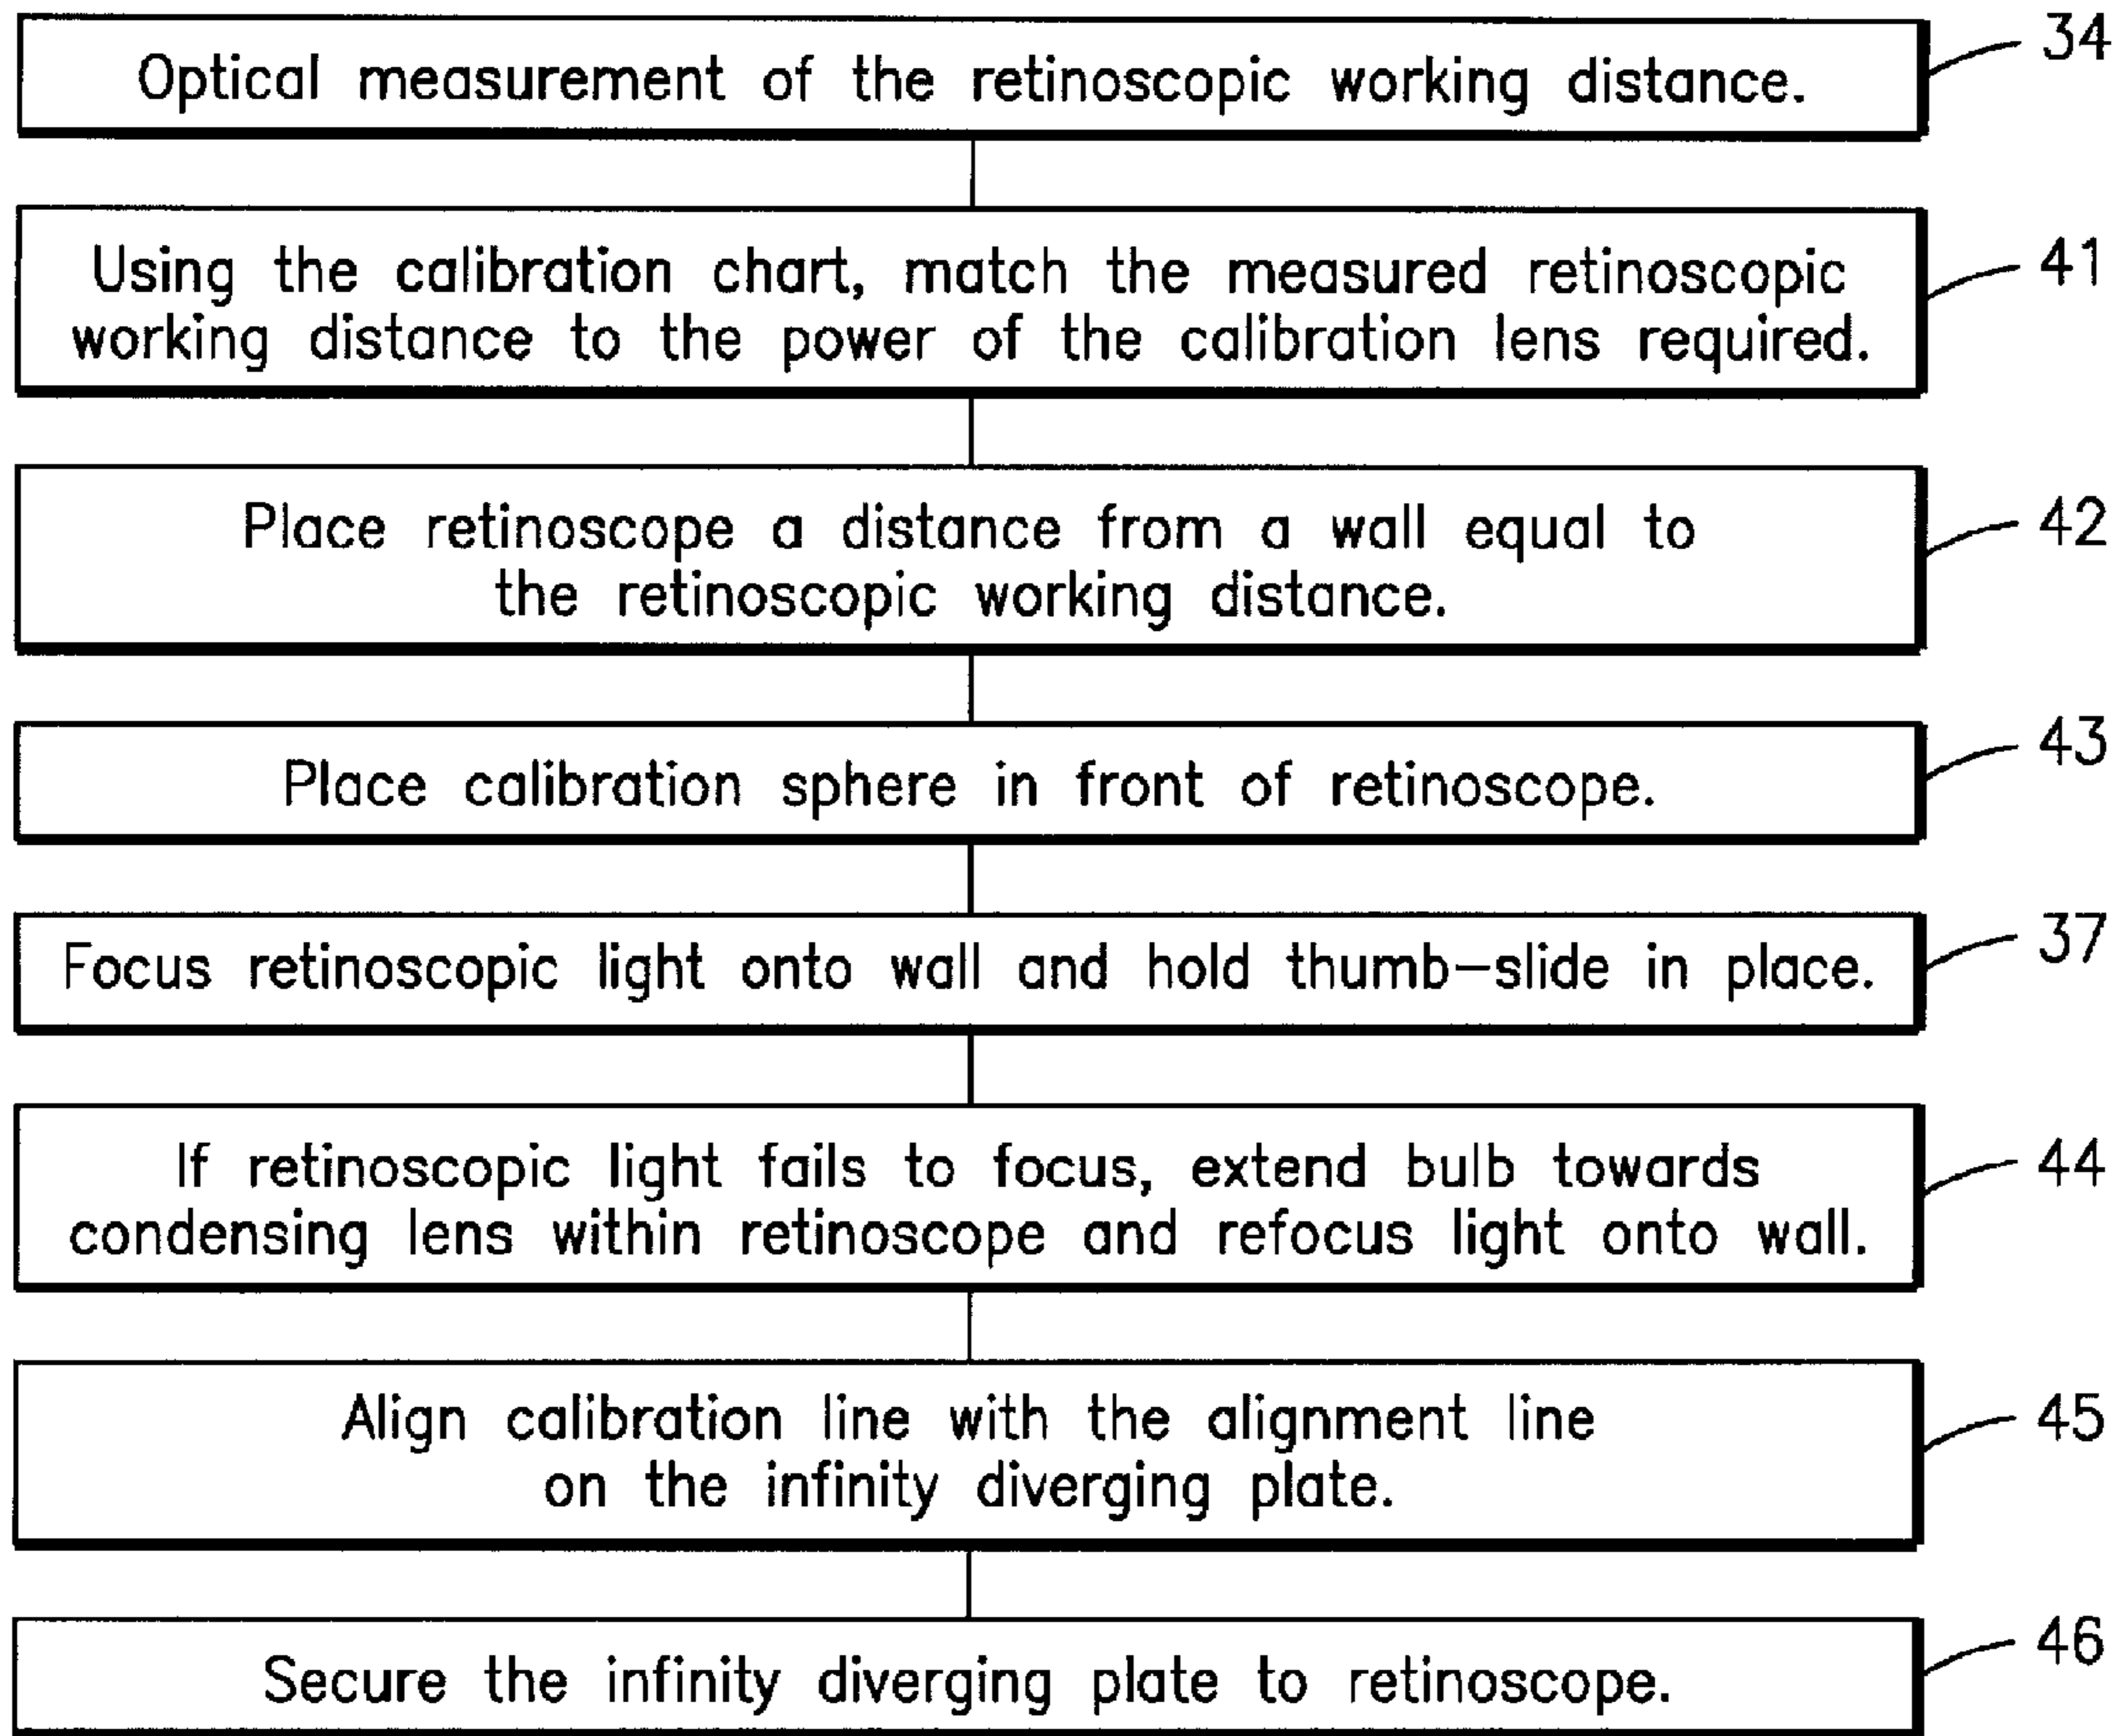 Optical measurement of the retinoscopic working distance.
34
Using the calibration chart, match the measured retinoscopic
working distance to the power of the calibration lens required.
41
Place retinoscope a distance from a wall equal to
the retinoscopic working distance.
42
Place calibration sphere in front of retinoscope.
43
Focus retinoscopic light onto wall and hold thumb-slide in place.
37
If retinoscopic light fails to focus, extend bulb towards
condensing lens within retinoscope and refocus light onto wall.
44
Align calibration line with the alignment line
on the infinity diverging plate.
45
Secure the infinity diverging plate to retinoscope.
46